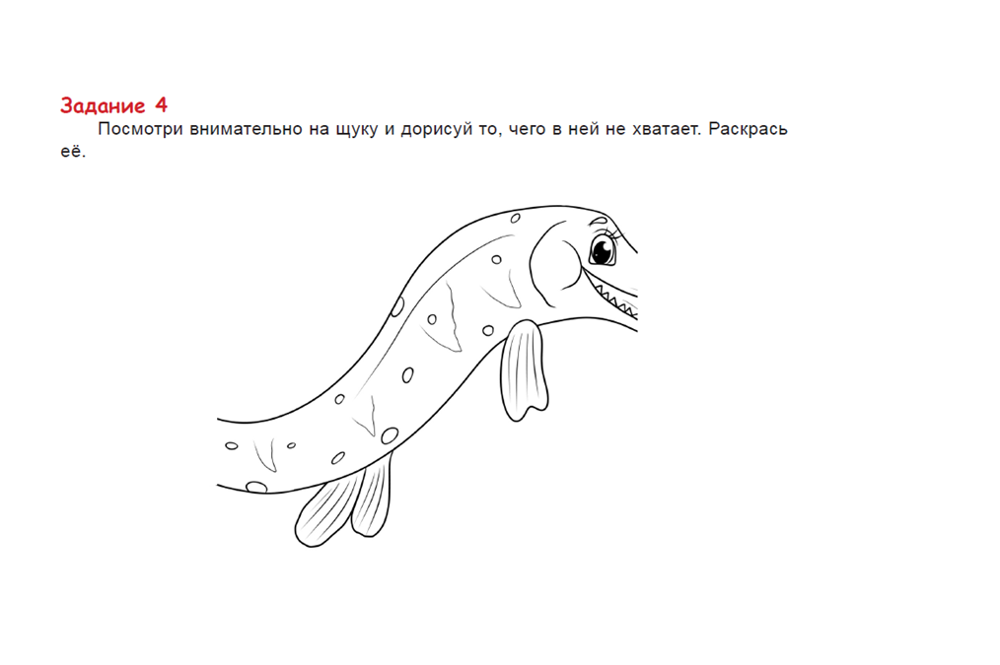 Задание 4
Посмотри внимательно на щуку и дорисуй то, чего в ней не хватает. Раскрась
её.